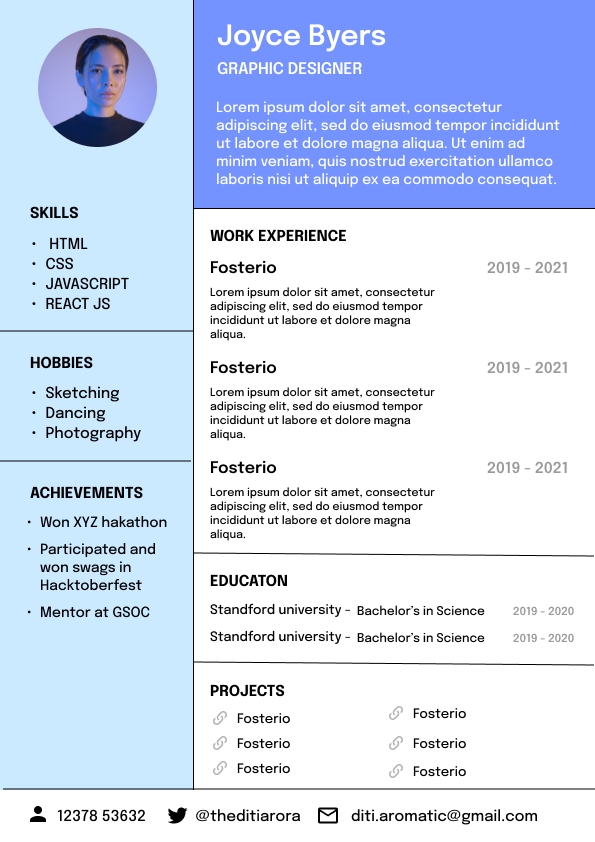 Joyce Byers
GRAPHIC DESIGNER
Lorem ipsum dolor sit amet, consectetur
adipiscing elit, sed do eiusmod tempor incididunt
ut labore et dolore magna aliqua. Ut enim ad
minim veniam, quis nostrud exercitation ullamco
laboris nisi ut aliquip ex ea commodo consequat.
SKILLS
• HTML
• CSS
• JAVASCRIPT
• REACT JS
HOBBIES
• Sketching
• Dancing
• Photography
ACHIEVEMENTS
• Won XYZ hakathon
• Participated and
won swags in
Hacktoberfest
• Mentor at GSOC
WORK EXPERIENCE
Fosterio 2019 - 2021
Lorem ipsum dolor sit amet, consectetur
adipiscing elit, sed do eiusmod tempor
incididunt ut labore et dolore magna
aliqua.
Fosterio 2019 - 2021
Lorem ipsum dolor sit amet, consectetur
adipiscing elit, sed do eiusmod tempor
incididunt ut labore et dolore magna
aliqua.
Fosterio 2019 - 2021
Lorem ipsum dolor sit amet, consectetur
adipiscing elit, sed do eiusmod tempor
incididunt ut labore et dolore magna
aliqua.
EDUCATON
Standford university - Bachelor's in Science 2019 - 2020
Standford university - Bachelor's in Science 2019 - 2020
PROJECTS
Fosterio Fosterio
Fosterio Fosterio
Fosterio Fosterio
12378 53632 @theditiarora diti.aromatic@gmail.com